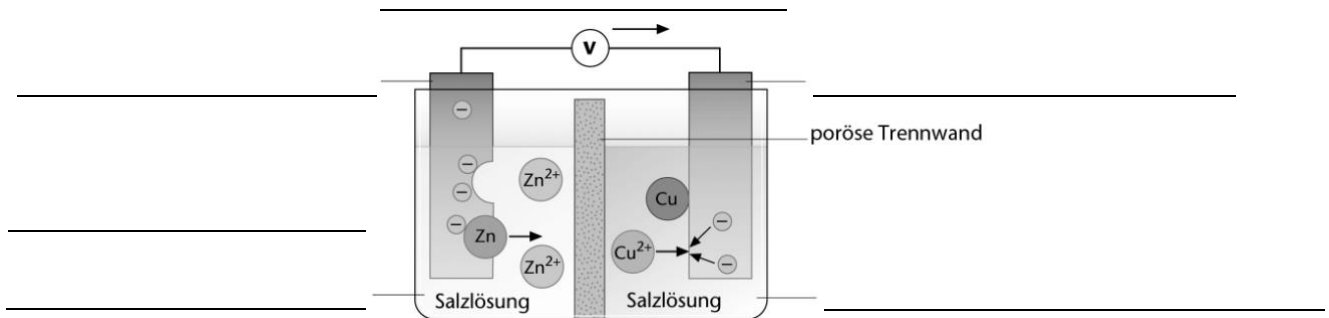 V
poröse Trennwand
Zn²⁺
Cu
Zn
Cu²⁺
Zn²⁺
Salzlösung
Salzlösung